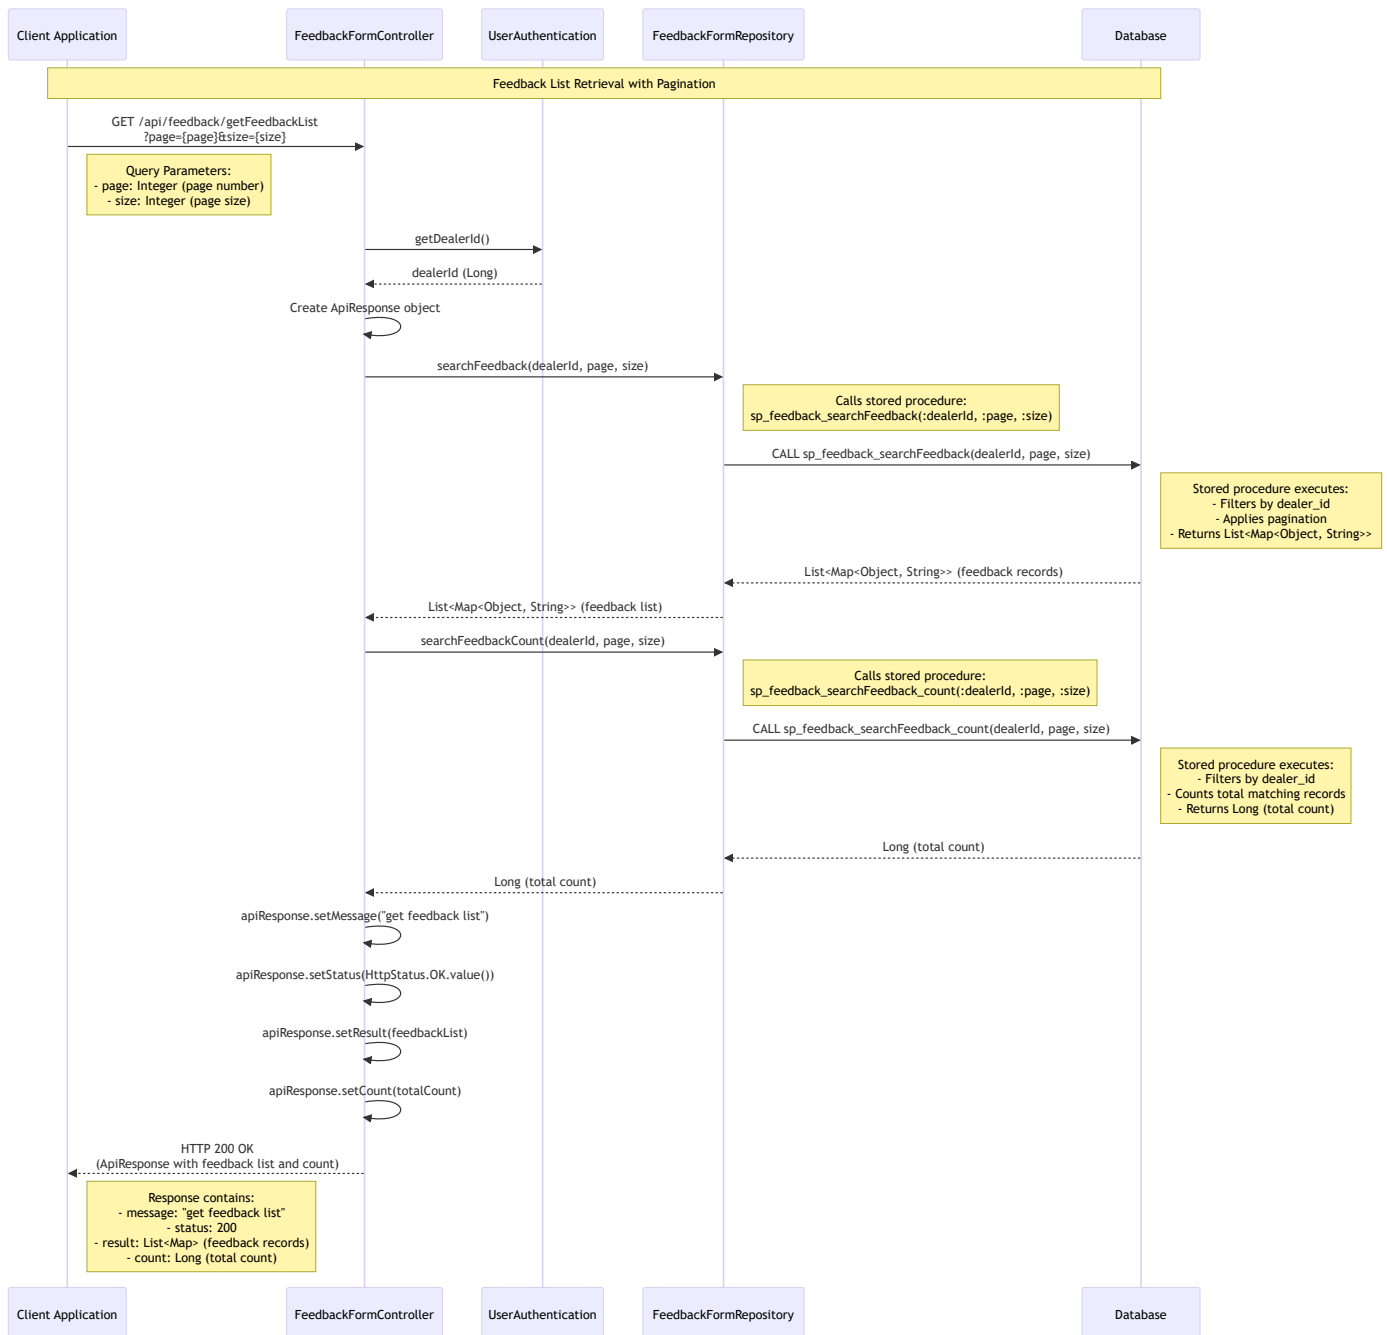 Client Application
FeedbackFormController
UserAuthentication
FeedbackFormRepository
Database
Feedback List Retrieval with Pagination
GET /api/feedback/getFeedbackList
?page={page}&size={size}
Query Parameters:
- page: Integer (page number)
- size: Integer (page size)
getDealerId()
dealerId (Long)
Create ApiResponse object
searchFeedback(dealerId, page, size)
Calls stored procedure:
sp_feedback_searchFeedback(:dealerId, :page, :size)
CALL sp_feedback_searchFeedback(dealerId, page, size)
Stored procedure executes:
- Filters by dealer_id
- Applies pagination
- Returns List<Map<Object, String>>
List<Map<Object, String>> (feedback records)
List<Map<Object, String>> (feedback list)
searchFeedbackCount(dealerId, page, size)
Calls stored procedure:
sp_feedback_searchFeedback_count(:dealerId, :page, :size)
CALL sp_feedback_searchFeedback_count(dealerId, page, size)
Stored procedure executes:
- Filters by dealer_id
- Counts total matching records
- Returns Long (total count)
Long (total count)
Long (total count)
apiResponse.setMessage("get feedback list")
apiResponse.setStatus(HttpStatus.OK.value())
apiResponse.setResult(feedbackList)
apiResponse.setCount(totalCount)
HTTP 200 OK
(ApiResponse with feedback list and count)
Response contains:
- message: "get feedback list"
- status: 200
- result: List<Map> (feedback records)
- count: Long (total count)
Client Application
FeedbackFormController
UserAuthentication
FeedbackFormRepository
Database